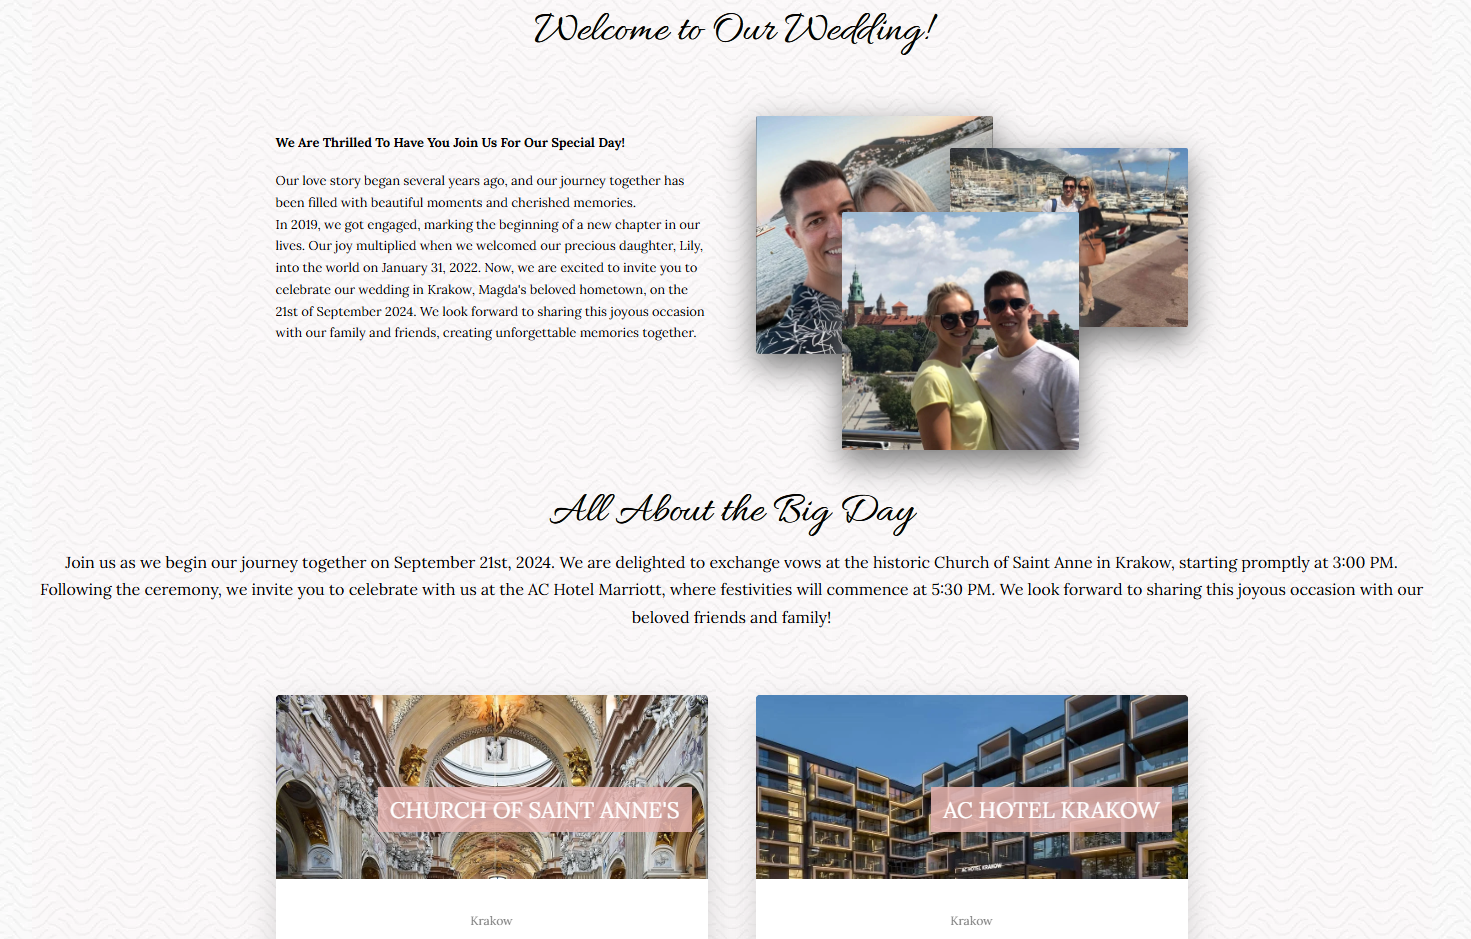 Welcome to Our Wedding!
We Are Thrilled To Have You Join Us For Our Special Day!
Our love story began several years ago, and our journey together has
been filled with beautiful moments and cherished memories.
In 2019, we got engaged, marking the beginning of a new chapter in our
lives. Our joy multiplied when we welcomed our precious daughter, Lily,
into the world on January 31, 2022. Now, we are excited to invite you to
celebrate our wedding in Krakow, Magda's beloved hometown, on the
21st of September 2024. We look forward to sharing this joyous occasion
with our family and friends, creating unforgettable memories together.
All About the Big Day
Join us as we begin our journey together on September 21st, 2024. We are delighted to exchange vows at the historic Church of Saint Anne in Krakow, starting promptly at 3:00 PM.
Following the ceremony, we invite you to celebrate with us at the AC Hotel Marriott, where festivities will commence at 5:30 PM. We look forward to sharing this joyous occasion with our
beloved friends and family!
CHURCH OF SAINT ANNE'S
AC HOTEL KRAKOW
AC HOTEL KRAKOW
Krakow
Krakow